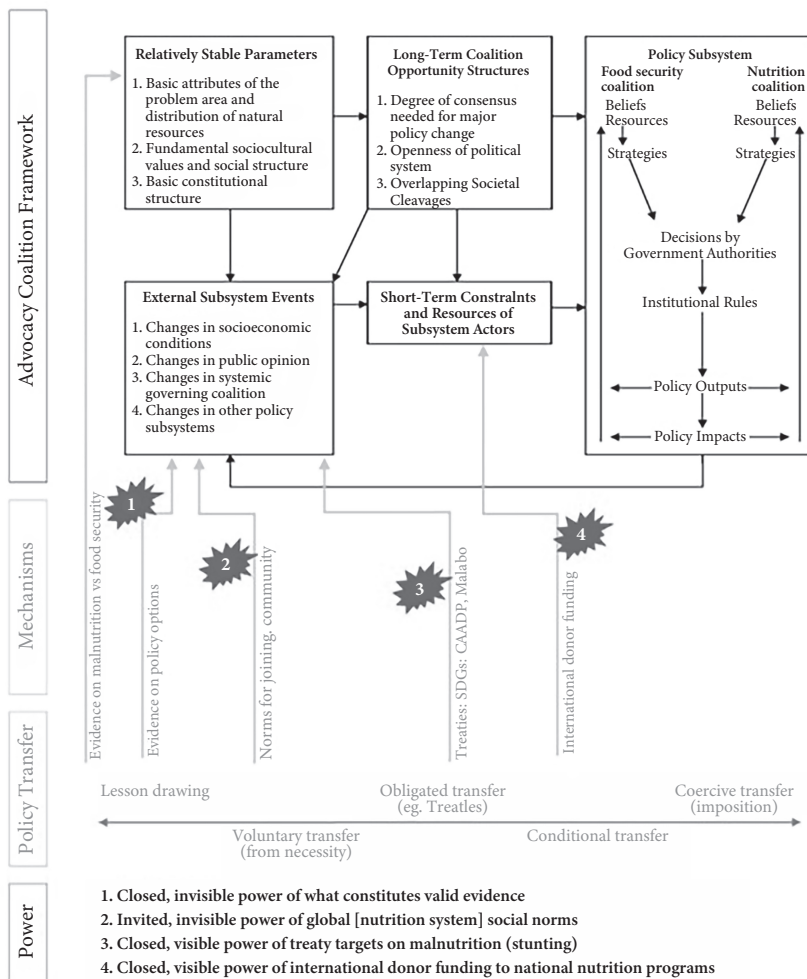 Advocacy Coalition Framework
Relatively Stable Parameters
1. Basic attributes of the
problem area and
distribution of natural
resources
2. Fundamental sociocultural
values and social structure
3. Basic constitutional
structure
Long-Term Coalition
Opportunity Structures
1. Degree of consensus
needed for major
policy change
2. Openness of political
system
3. Overlapping Societal
Cleavages
Policy Subsystem
Food security
coalition
Beliefs
Resources
Strategies
Nutrition
coalition
Beliefs
Resources
Strategies
Decisions by
Government Authorities
Institutional Rules
Policy Outputs
Policy Impacts
External Subsystem Events
1. Changes in socioeconomic
conditions
2. Changes in public opinion
3. Changes in systemic
governing coalition
4. Changes in other policy
subsystems
Short-Term ConstraInts
and Resources of
Subsystem Actors
Mechanisms
1
2
3
4
Evidence on malnutrition vs food security
Evidence on policy options
Norms for joining, community
Treaties: SDGs: CAADP, Malabo
International donor funding
Policy Transfer
Lesson drawing
Obligated transfer
(eg. Treatles)
Coercive transfer
(imposition)
Voluntary transfer
(from necessity)
Conditional transfer
Power
1. Closed, invisible power of what constitutes valid evidence
2. Invited, invisible power of global [nutrition system] social norms
3. Closed, visible power of treaty targets on malnutrition (stunting)
4. Closed, visible power of international donor funding to national nutrition programs